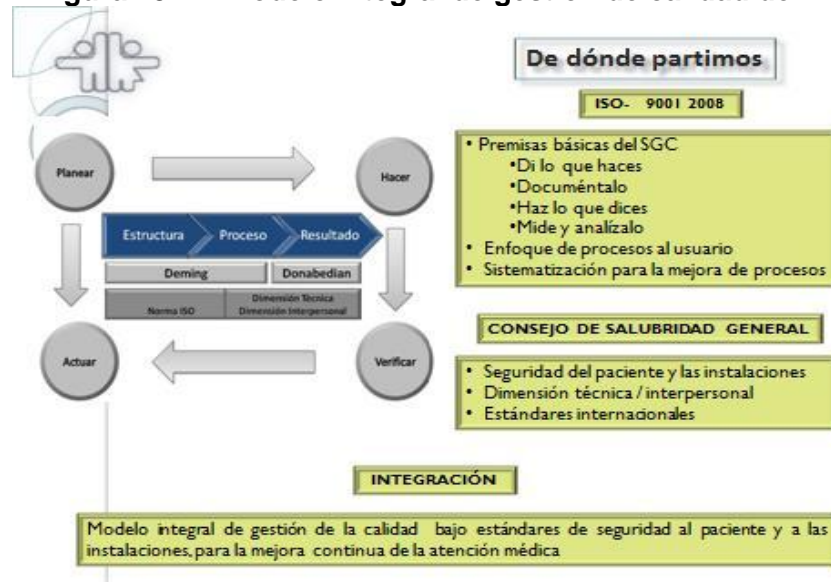 De dónde partimos
ISO- 9001 2008
Planear
Hacer
• Premisas básicas del SGC
•Di lo que haces
•Documéntalo
•Haz lo que dices
•Mide y analízalo
• Enfoque de procesos al usuario
• Sistematización para la mejora de procesos
Estructura Proceso Resultado
Deming Donabedian
Norma ISO
Dimensión Técnica
Dimensión Interpersonal
CONSEJO DE SALUBRIDAD GENERAL
Actuar
Verificar
• Seguridad del paciente y las instalaciones
• Dimensión técnica / interpersonal
• Estándares internacionales
INTEGRACIÓN
Modelo integral de gestión de la calidad bajo estándares de seguridad al paciente y a las
instalaciones, para la mejora continua de la atención médica